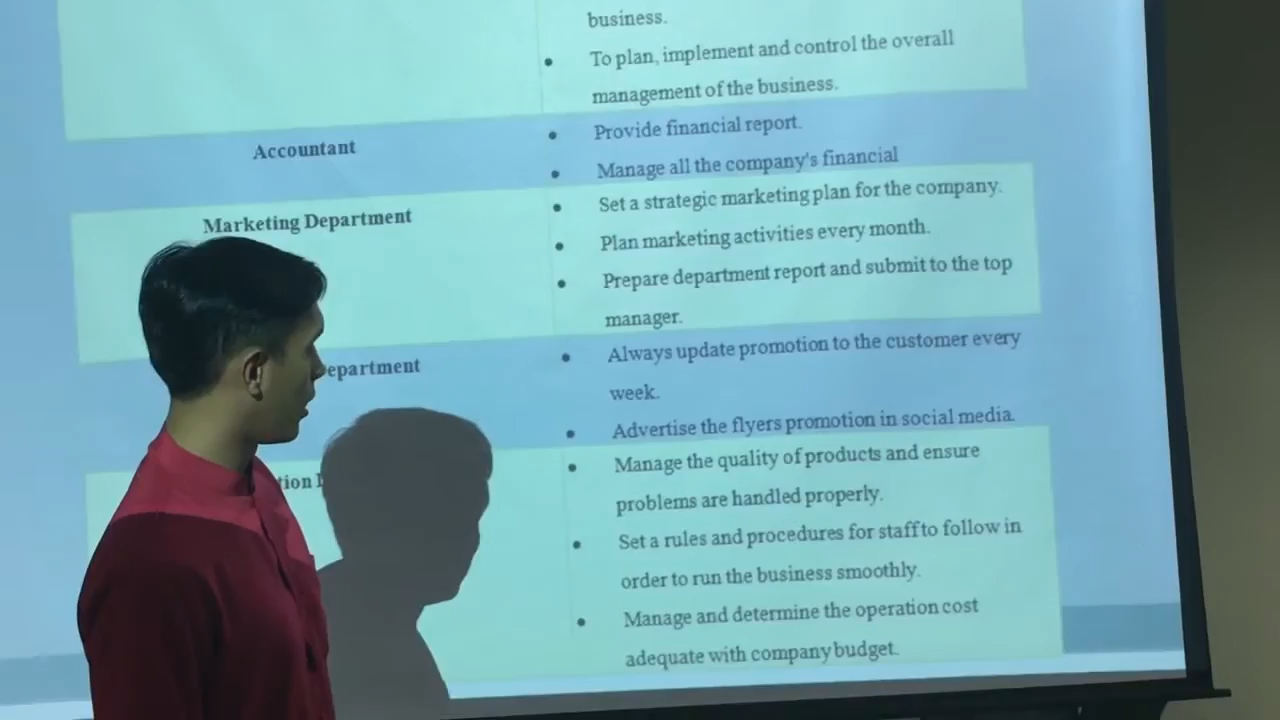 business.
To plan, implement and control the overall
management of the business.
Accountant
Provide financial report.
Manage all the company's financial
Marketing Department
Set a strategic marketing plan for the company.
Plan marketing activities every month.
Prepare department report and submit to the top
manager.
epartment
Always update promotion to the customer every
week.
Advertise the flyers promotion in social media.
tion
Manage the quality of products and ensure
problems are handled properly.
Set a rules and procedures for staff to follow in
order to run the business smoothly.
Manage and determine the operation cost
adequate with company budget.